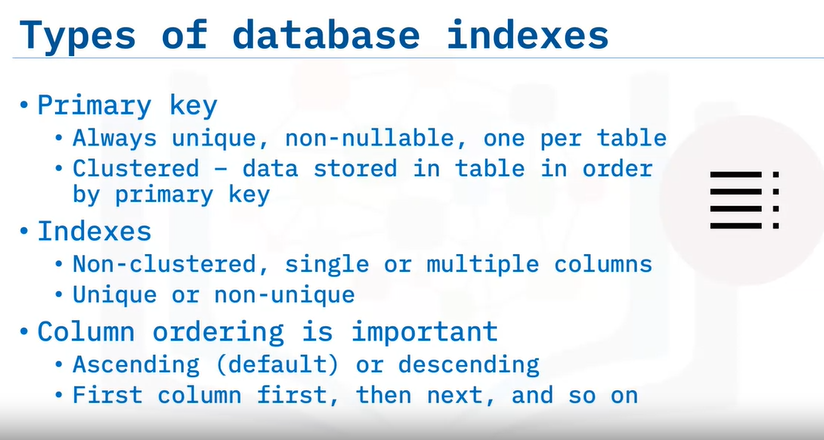 Types of database indexes
• Primary key
• Always unique, non-nullable, one per table
• Clustered – data stored in table in order
by primary key
• Indexes
• Non-clustered, single or multiple columns
• Unique or non-unique
• Column ordering is important
• Ascending (default) or descending
• First column first, then next, and so on